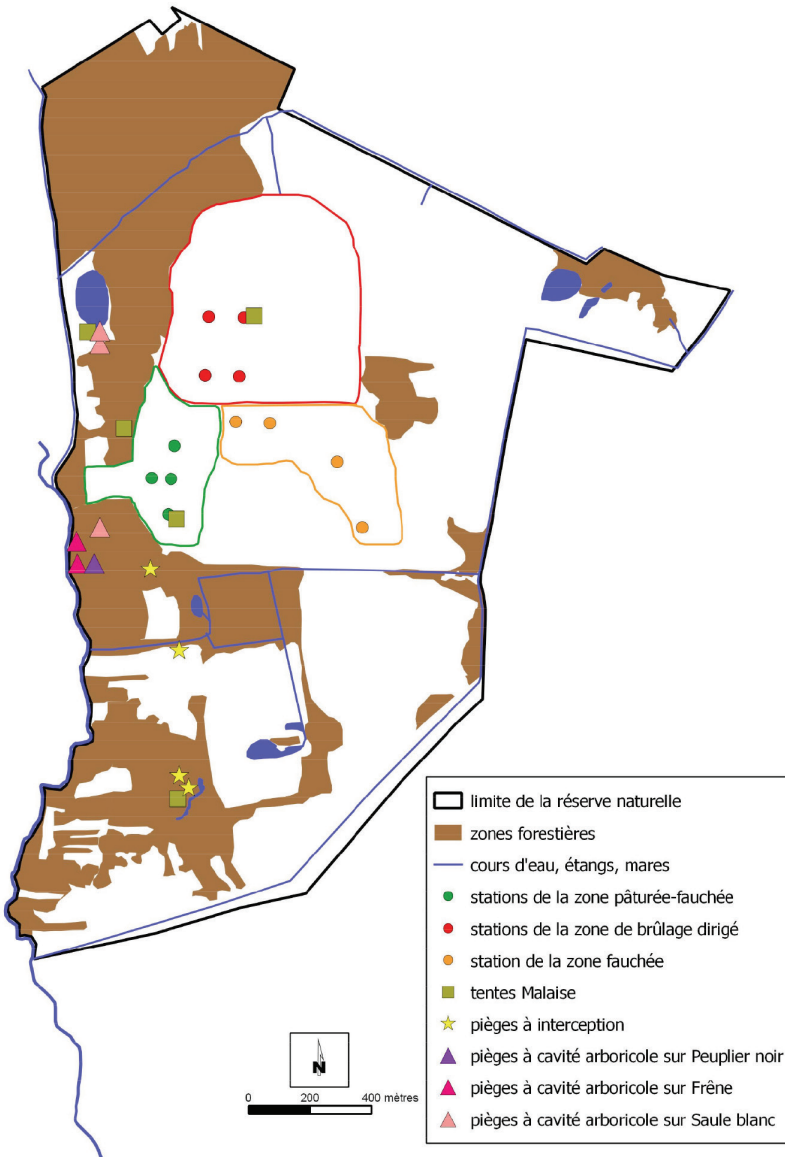 limite de la réserve naturelle
zones forestières
cours d'eau, étangs, mares
stations de la zone pâturée-fauchée
stations de la zone de brûlage dirigé
station de la zone fauchée
tentes Malaise
pièges à interception
pièges à cavité arboricole sur Peuplier noir
pièges à cavité arboricole sur Frêne
pièges à cavité arboricole sur Saule blanc
N
0 200 400 mètres